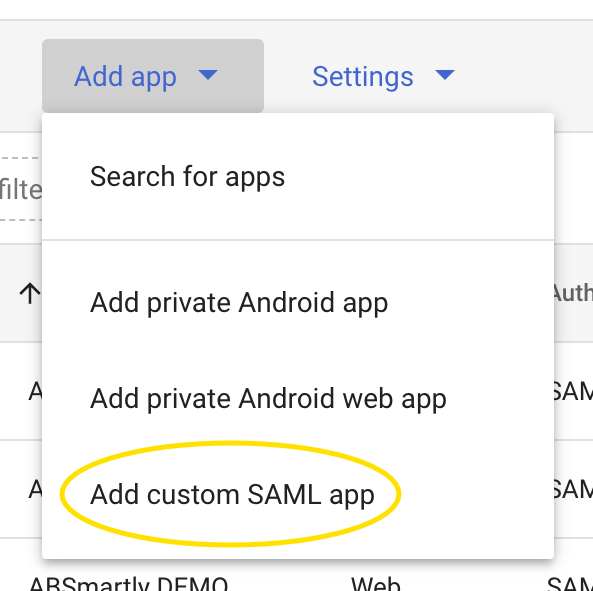 Add app
Settings
Search for apps
filte
Add private Android app
Auth
Add private Android web app
A
SAM
Add custom SAML app
A
SAM
ABSmartly DEMO
Web
SAM